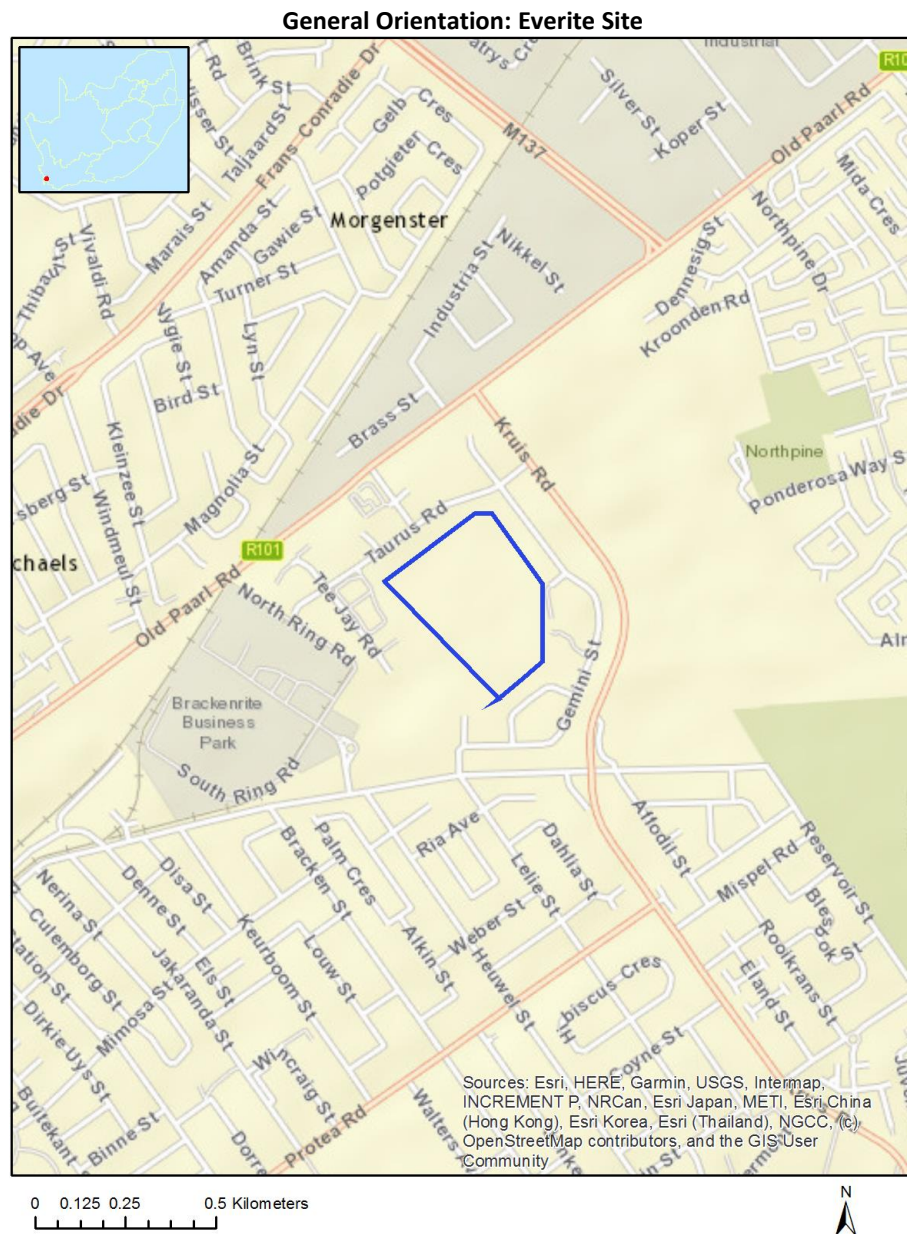 General Orientation: Everite Site
Industrial
Brink St
Taljaard St
Frans Conradie Dr
Gelb Cres
Potgieter Cres
M137
Silver St
Koper St
Old Paarl Rd
Mida Cres
Morgenster
Marais St
Amanda St
Gawie St
Turner St
Thibault St
Vivaldi Rd
Industria St
Nikkel St
Dennesig St
Northpine Dr
Kroonden Rd
Vygie St
Lyn St
Bird St
Brass St
Kruis Rd
Northpine
Ponderosa Way
Kleinzee St
Windmeul St
Magnolia St
R101
Taurus Rd
Old Paarl Rd
North Ring Rd
Tee Jay Rd
Gemini St
Brackenrite
Business
Park
South Ring Rd
Bracken St
Palm Cres
Ria Ave
Lelie St
Dahlia St
Affodil St
Mispel Rd
Reservoir St
Nerina St
Denne St
Disa St
Keurboom St
Louw St
Alkin St
Weber St
Heuwel St
Rooikrans St
Eland St
Culemborg St
Mimosa St
Jakaranda St
Els St
Dirkie Uys St
Wincraig St
Hibiscus Cres
Coyne St
Binne St
Protea Rd
Sources: Esri, HERE, Garmin, USGS, Intermap,
INCREMENT P, NRCan, Esri Japan, METI, Esri China
(Hong Kong), Esri Korea, Esri (Thailand), NGCC, (c)
OpenStreetMap contributors, and the GIS User
Community
0 0.125 0.25 0.5 Kilometers
N